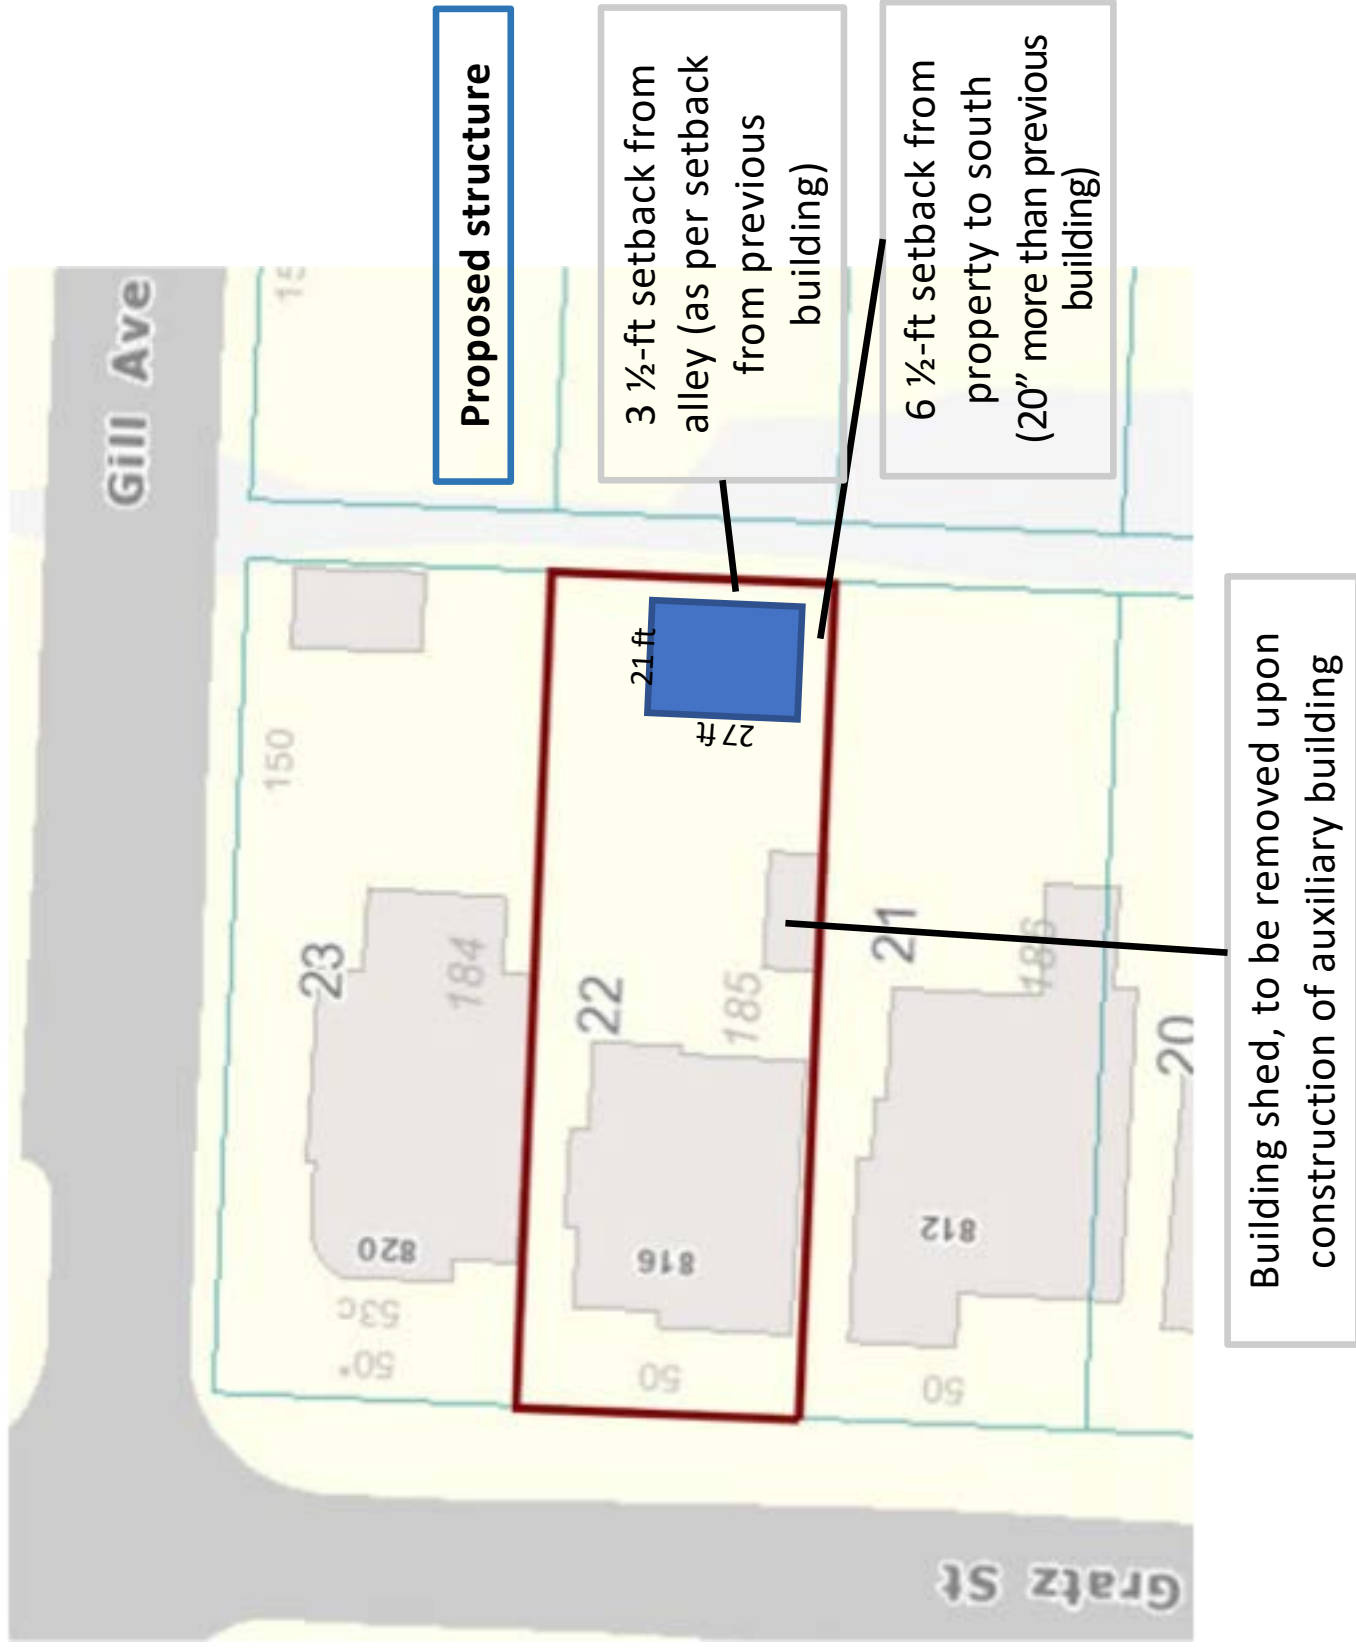 Proposed structure
3 ½-ft setback from
alley (as per setback
from previous
building)
6 ½-ft setback from
property to south
(20” more than previous
building)
Building shed, to be removed upon
construction of auxiliary building
Gill Ave
Gratz St
15
150
23
184
820
53c
50*
21 ft
27 ft
22
185
816
50
21
186
812
50
20